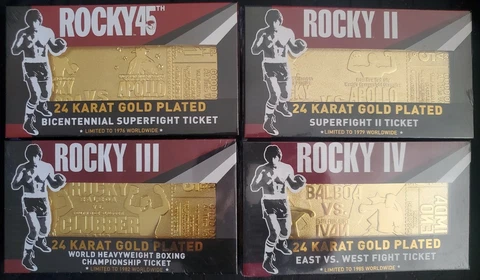 ROCKY 45TH
24 KARAT GOLD PLATED
BICENTENNIAL SUPERFIGHT TICKET
• LIMITED TO 1976 WORLDWIDE •
ROCKY II
24 KARAT GOLD PLATED
SUPERFIGHT II TICKET
• LIMITED TO 1979 WORLDWIDE •
ROCKY III
ROCKY
BALBOA
CLUBBER
24 KARAT GOLD PLATED
WORLD HEAVYWEIGHT BOXING
CHAMPIONSHIP TICKET
• LIMITED TO 1982 WORLDWIDE •
ROCKY IV
BALBOA
VS.
IVAN
24 KARAT GOLD PLATED
EAST VS. WEST FIGHT TICKET
• LIMITED TO 1985 WORLDWIDE •